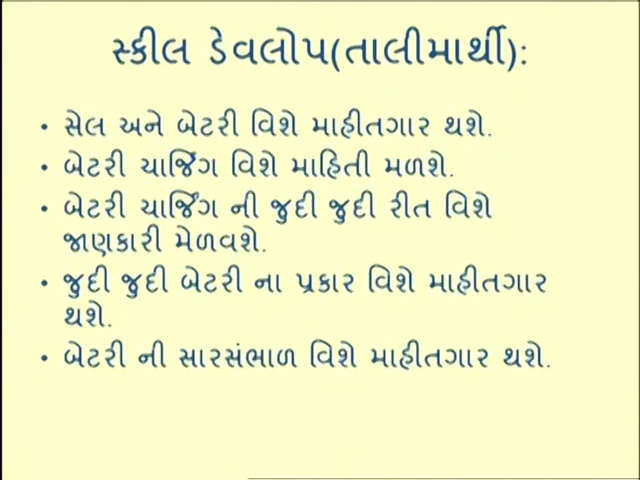 સ્કીલ ડેવલોપ(તાલીમાર્થી):
• સેલ અને બેટરી વિશે માહીતગાર થશે.
• બેટરી ચાર્જિંગ વિશે માહિતી મળશે.
• બેટરી ચાર્જિંગ ની જુદી જુદી રીત વિશે
જાણકારી મેળવશે.
• જુદી જુદી બેટરી ના પ્રકાર વિશે માહીતગાર
થશે.
• બેટરી ની સારસંભાળ વિશે માહીતગાર થશે.